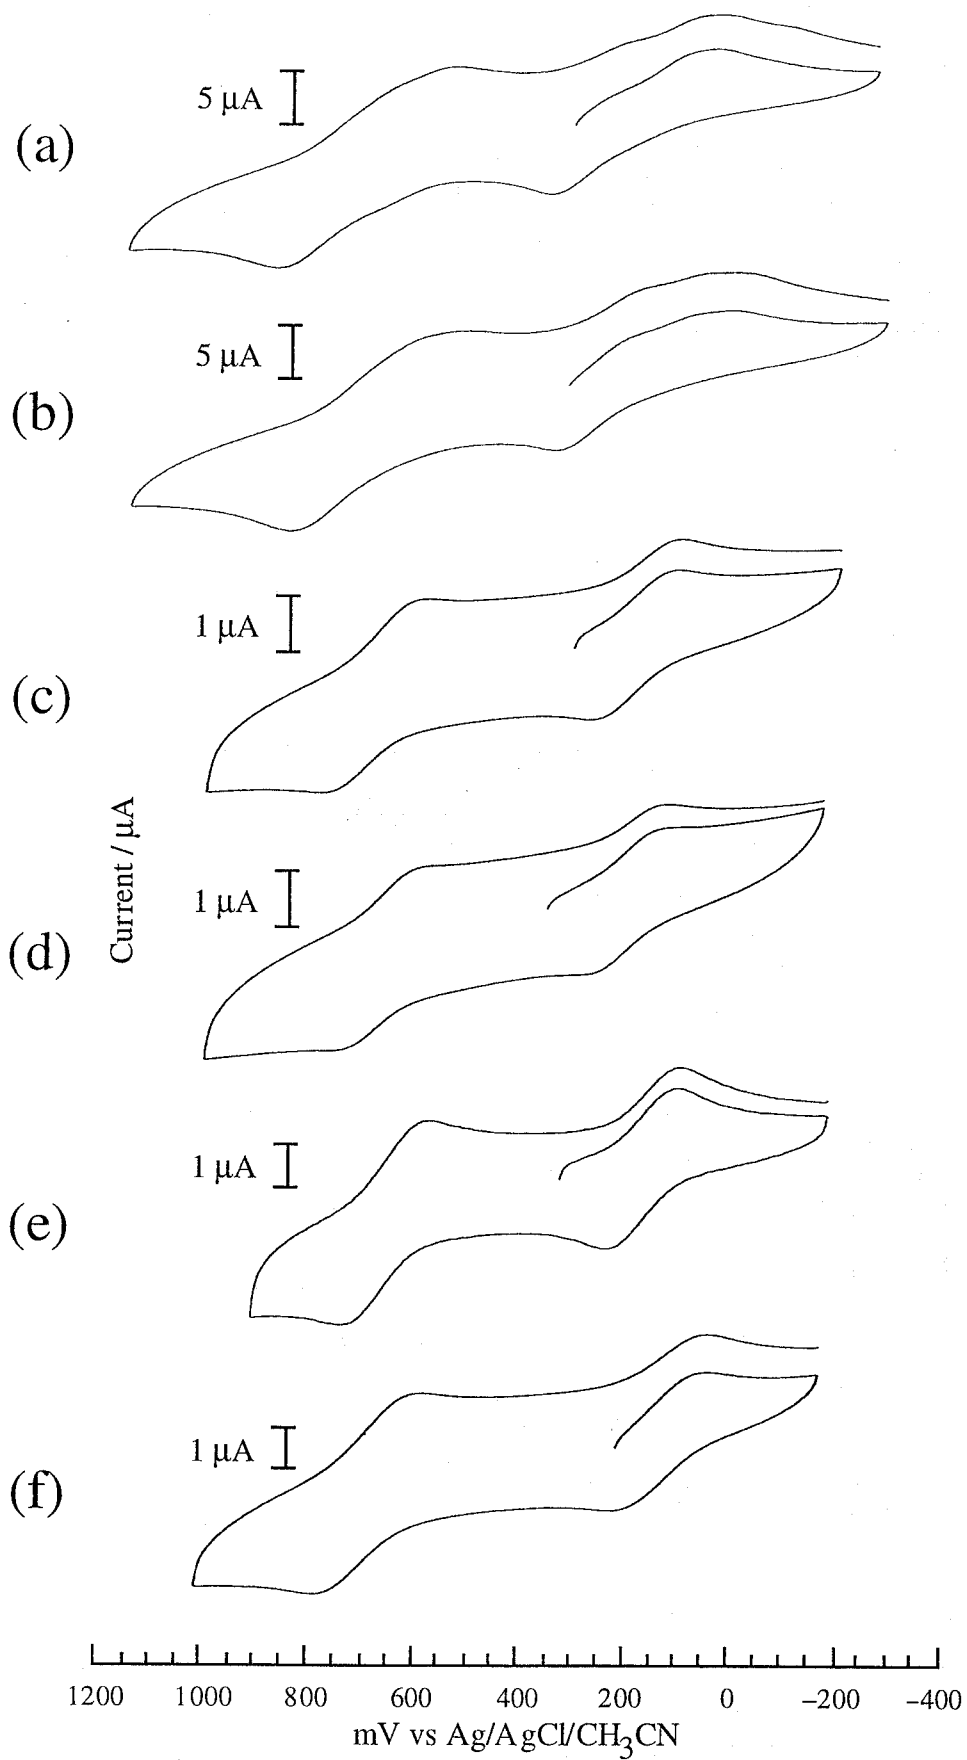 5 µA
(a)
5 µA
(b)
1 µA
(c)
Current / µA
1 µA
(d)
1 µA
(e)
1 µA
(f)
1200 1000 800 600 400 200 0 −200 −400
mV vs Ag/AgCl/CH₃CN